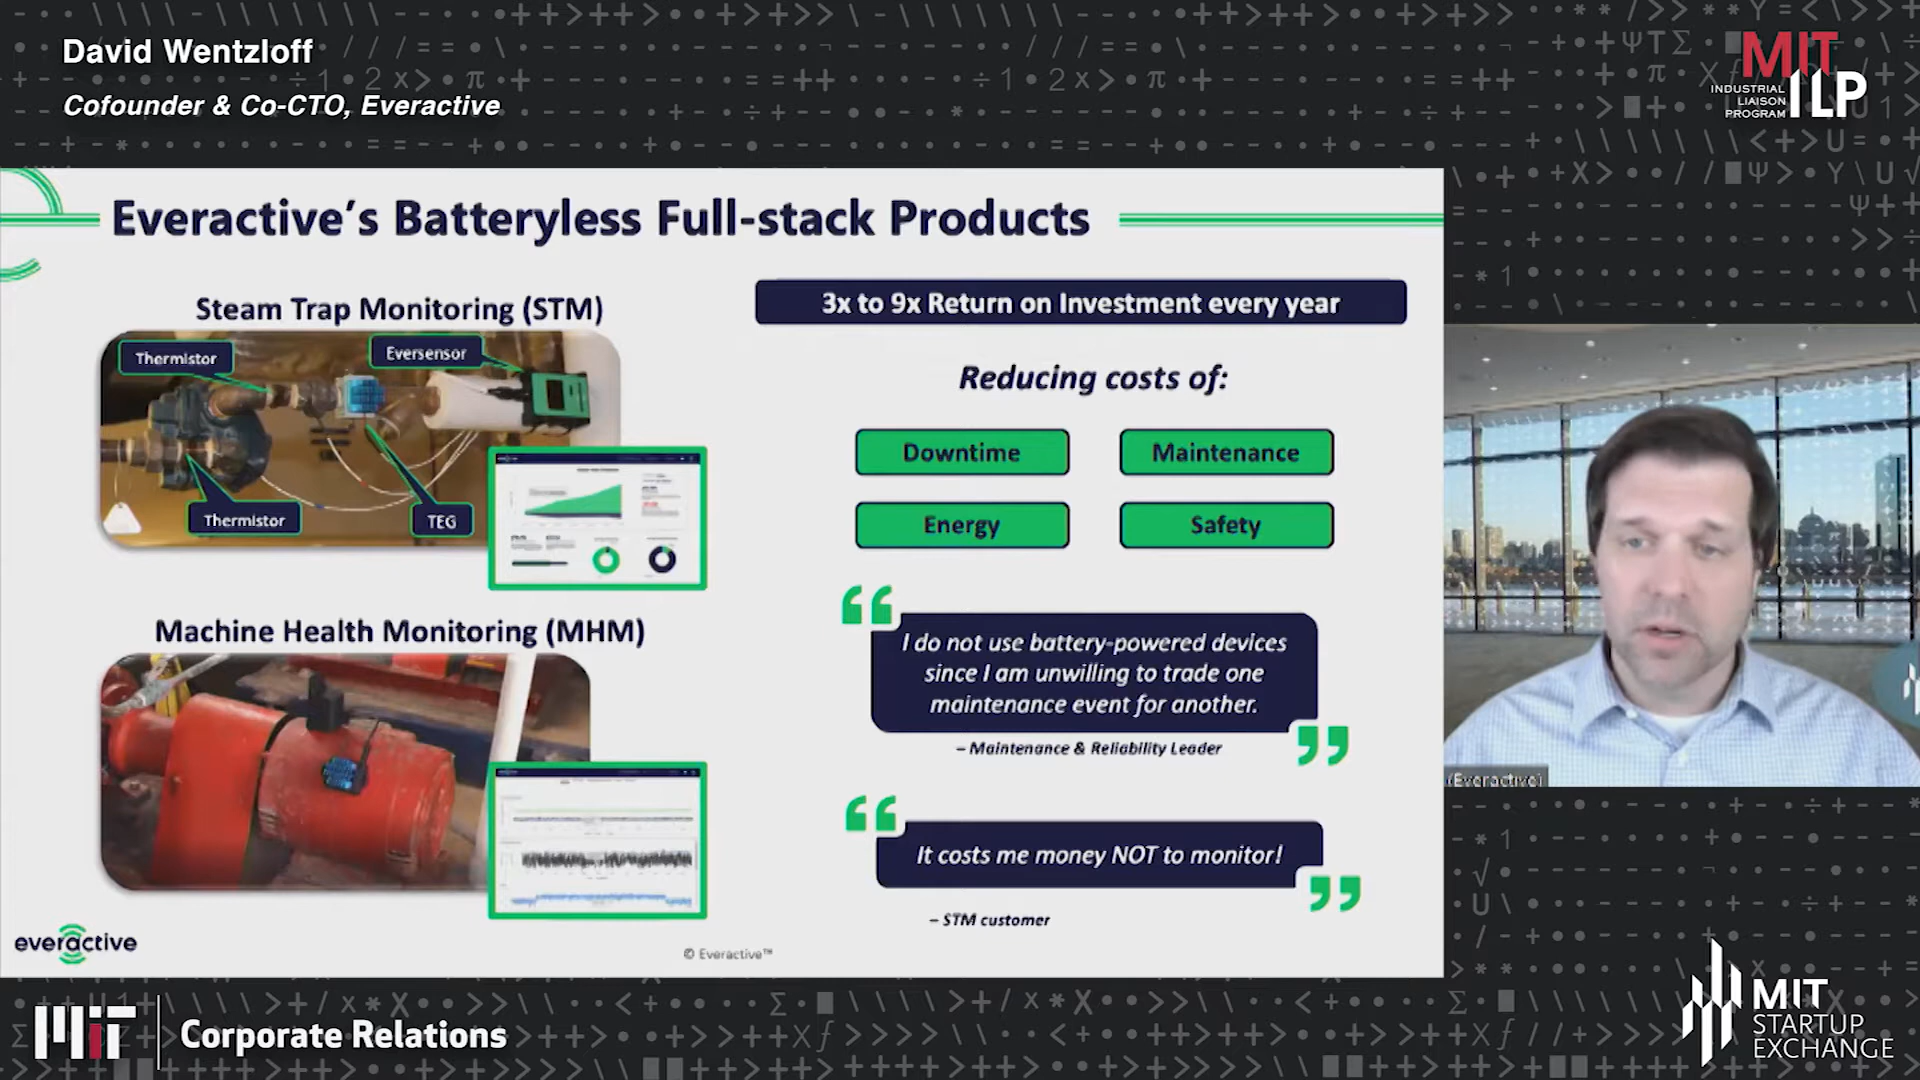 David Wentzloff
Cofounder & Co-CTO, Everactive
MIT
ILP
INDUSTRIAL
LIAISON
PROGRAM
Everactive's Batteryless Full-stack Products
Steam Trap Monitoring (STM)
Thermistor
Eversensor
Thermistor
TEG
Machine Health Monitoring (MHM)
3x to 9x Return on Investment every year
Reducing costs of:
Downtime
Maintenance
Energy
Safety
“
I do not use battery-powered devices
since I am unwilling to trade one
maintenance event for another.
”
– Maintenance & Reliability Leader
“
It costs me money NOT to monitor!
”
– STM customer
everactive
© Everactive™
(Everactive)
MIT
Corporate Relations
MIT
STARTUP
EXCHANGE